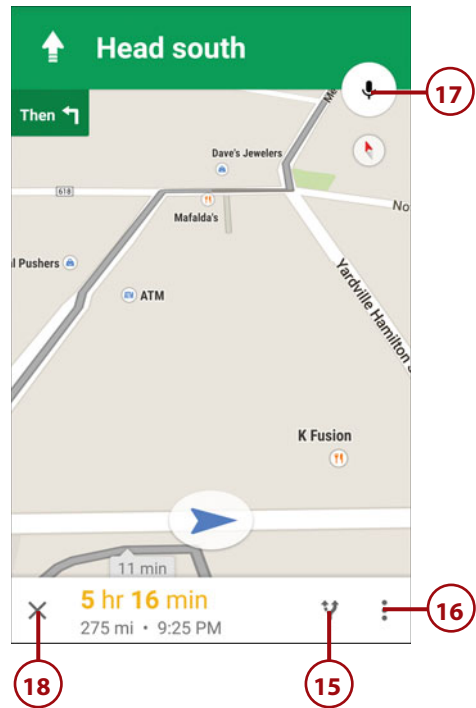 Head south
17
Then
Me
Dave's Jewelers
618
No
Mafalda's
l Pushers
ATM
Yardville Hamilton S
K Fusion
11 min
5 hr 16 min
275 mi • 9:25 PM
16
18
15